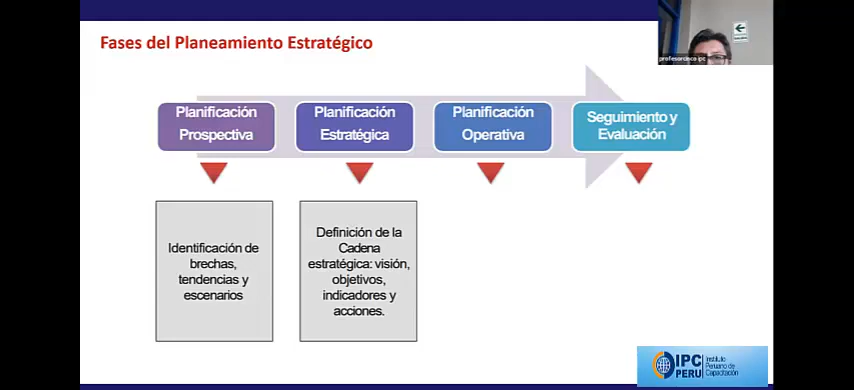 Fases del Planeamiento Estratégico
profesorcisco ipc
Planificación
Prospectiva
Planificación
Estratégica
Planificación
Operativa
Seguimiento y
Evaluación
Identificación de
brechas,
tendencias y
escenarios
Definición de la
Cadena
estratégica: visión,
objetivos,
indicadores y
acciones.
IPC
PERU
Instituto
Peruano de
Capacitación